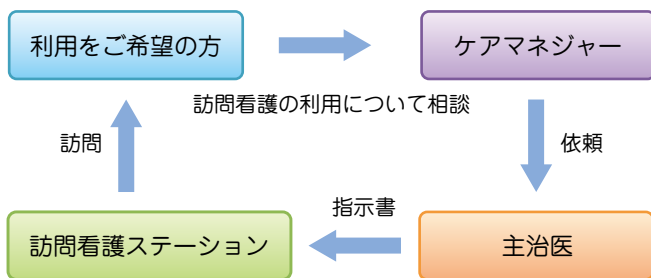 利用をご希望の方
ケアマネジャー
訪問看護の利用について相談
訪問
依頼
指示書
訪問看護ステーション
主治医